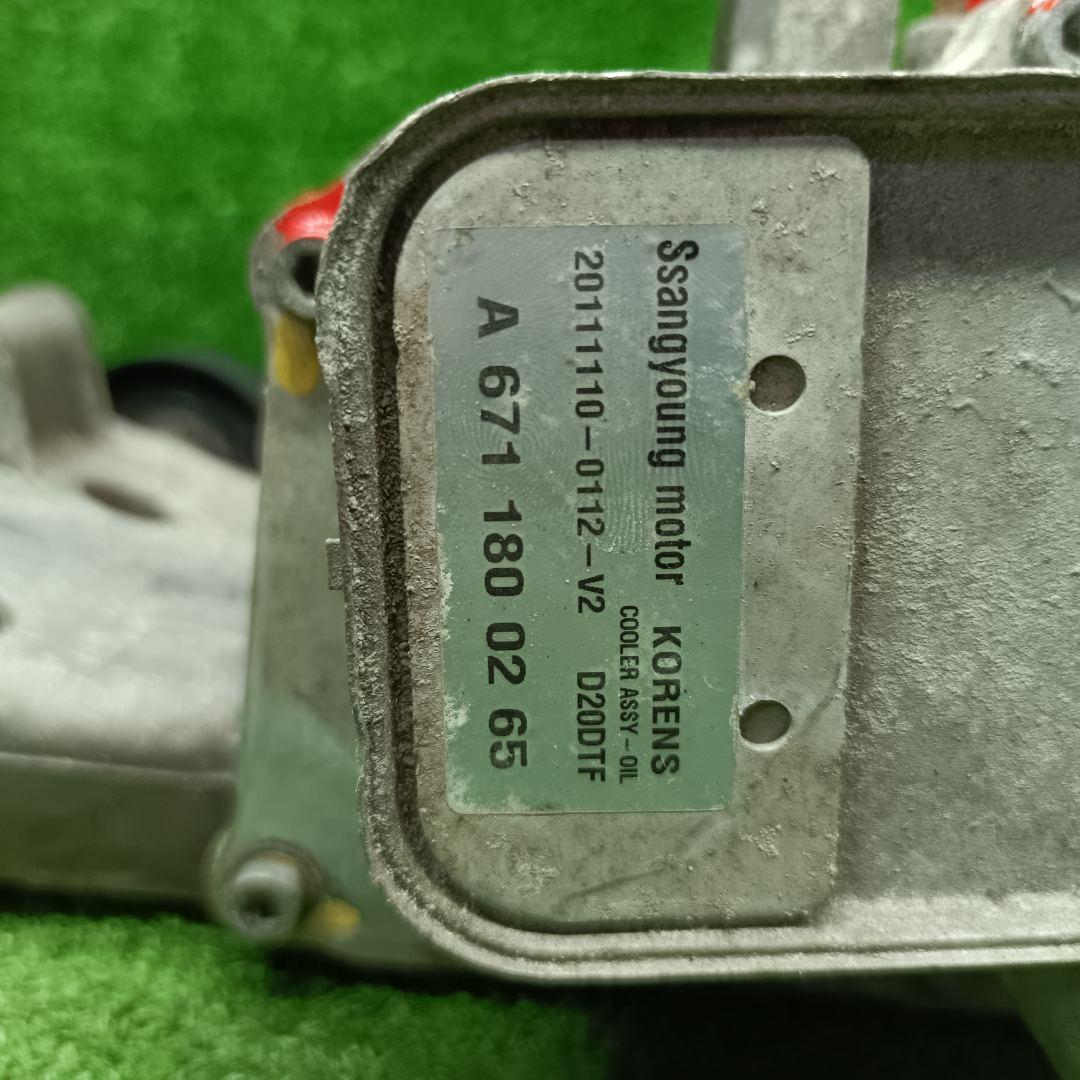 Ssangyoung motor KORENS
COOLER ASSY-OIL
20111110-0112-V2 D20DTF
A 671 180 02 65